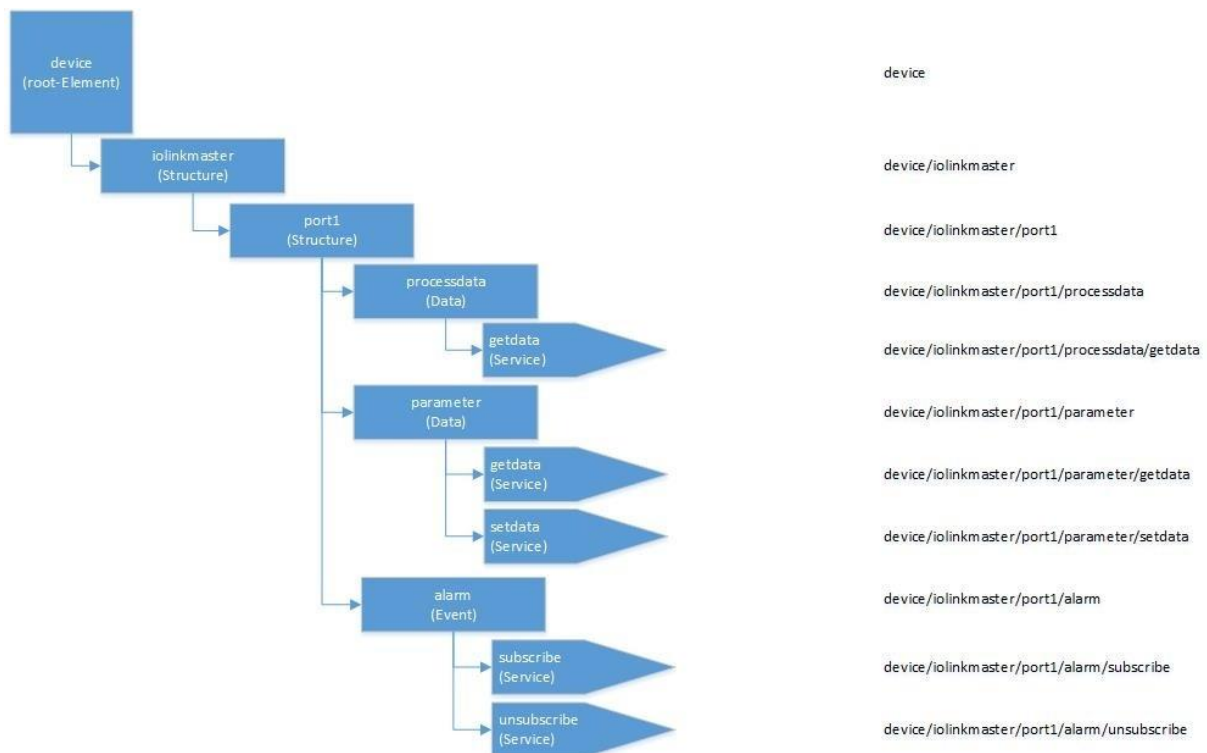 device
(root-Element)
device
iolinkmaster
(Structure)
device/iolinkmaster
port1
(Structure)
device/iolinkmaster/port1
processdata
(Data)
device/iolinkmaster/port1/processdata
getdata
(Service)
device/iolinkmaster/port1/processdata/getdata
parameter
(Data)
device/iolinkmaster/port1/parameter
getdata
(Service)
device/iolinkmaster/port1/parameter/getdata
setdata
(Service)
device/iolinkmaster/port1/parameter/setdata
alarm
(Event)
device/iolinkmaster/port1/alarm
subscribe
(Service)
device/iolinkmaster/port1/alarm/subscribe
unsubscribe
(Service)
device/iolinkmaster/port1/alarm/unsubscribe